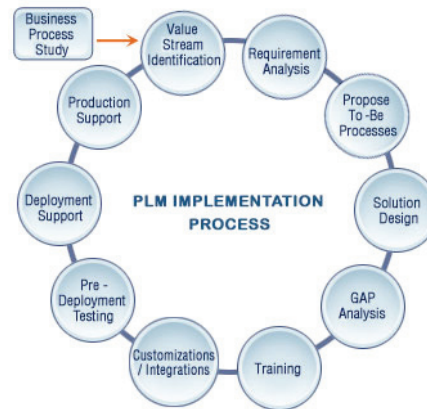 Business
Process
Study
Value
Stream
Identification
Requirement
Analysis
Propose
To -Be
Processes
Solution
Design
GAP
Analysis
Training
Customizations
/ Integrations
Pre -
Deployment
Testing
Deployment
Support
Production
Support
PLM IMPLEMENTATION
PROCESS